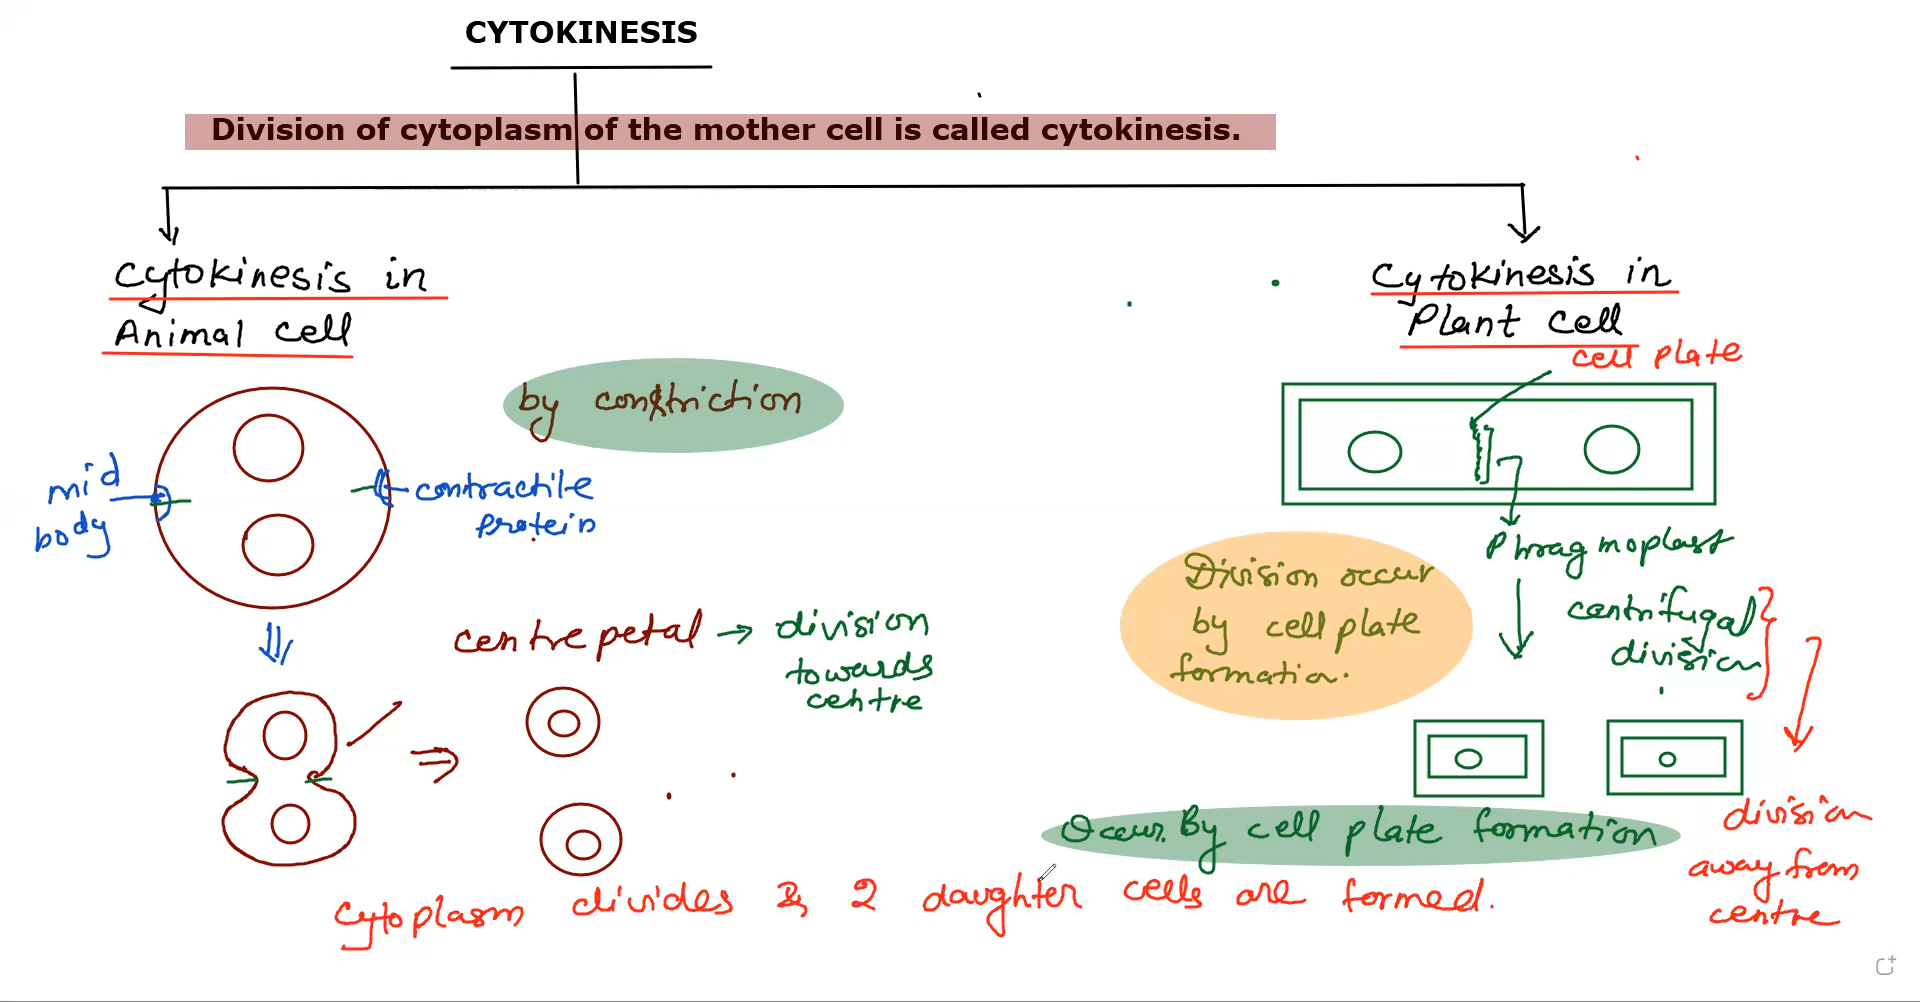 CYTOKINESIS
Division of cytoplasm of the mother cell is called cytokinesis.
Cytokinesis in
Animal cell
by constriction
mid
body
contractile
protein
centrepetal → division
towards
centre
Cytokinesis in
Plant cell
cell plate
Phragmoplast
centrifugal
division
Division occur
by cell plate
formation.
division
away from
centre
Occurs By cell plate formation
Cytoplasm divides & 2 daughter cells are formed.